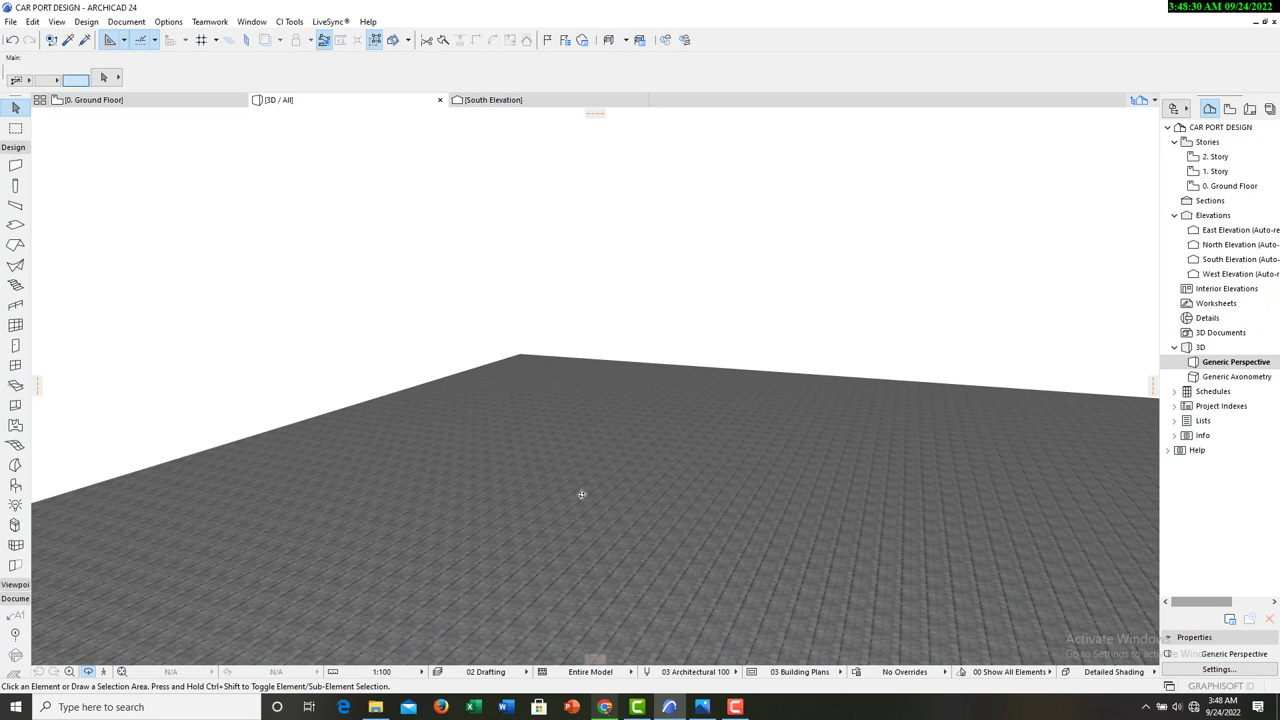 CAR PORT DESIGN - ARCHICAD 24
3:48:30 AM 09/24/2022
File Edit View Design Document Options Teamwork Window CI Tools LiveSync® Help
Main:
[0. Ground Floor]
[3D / All]
[South Elevation]
Design
Viewpoi
Docume
CAR PORT DESIGN
Stories
2. Story
1. Story
0. Ground Floor
Sections
Elevations
East Elevation (Auto-re
North Elevation (Auto-
South Elevation (Auto-
West Elevation (Auto-r
Interior Elevations
Worksheets
Details
3D Documents
3D
Generic Perspective
Generic Axonometry
Schedules
Project Indexes
Lists
Info
Help
Properties
Generic Perspective
Settings...
Activate Windows
Go to Settings to activate Windows
N/A
N/A
1:100
02 Drafting
Entire Model
03 Architectural 100
03 Building Plans
No Overrides
00 Show All Elements
Detailed Shading
Click an Element or Draw a Selection Area. Press and Hold Ctrl+Shift to Toggle Element/Sub-Element Selection.
GRAPHISOFT
Type here to search
3:48 AM
9/24/2022